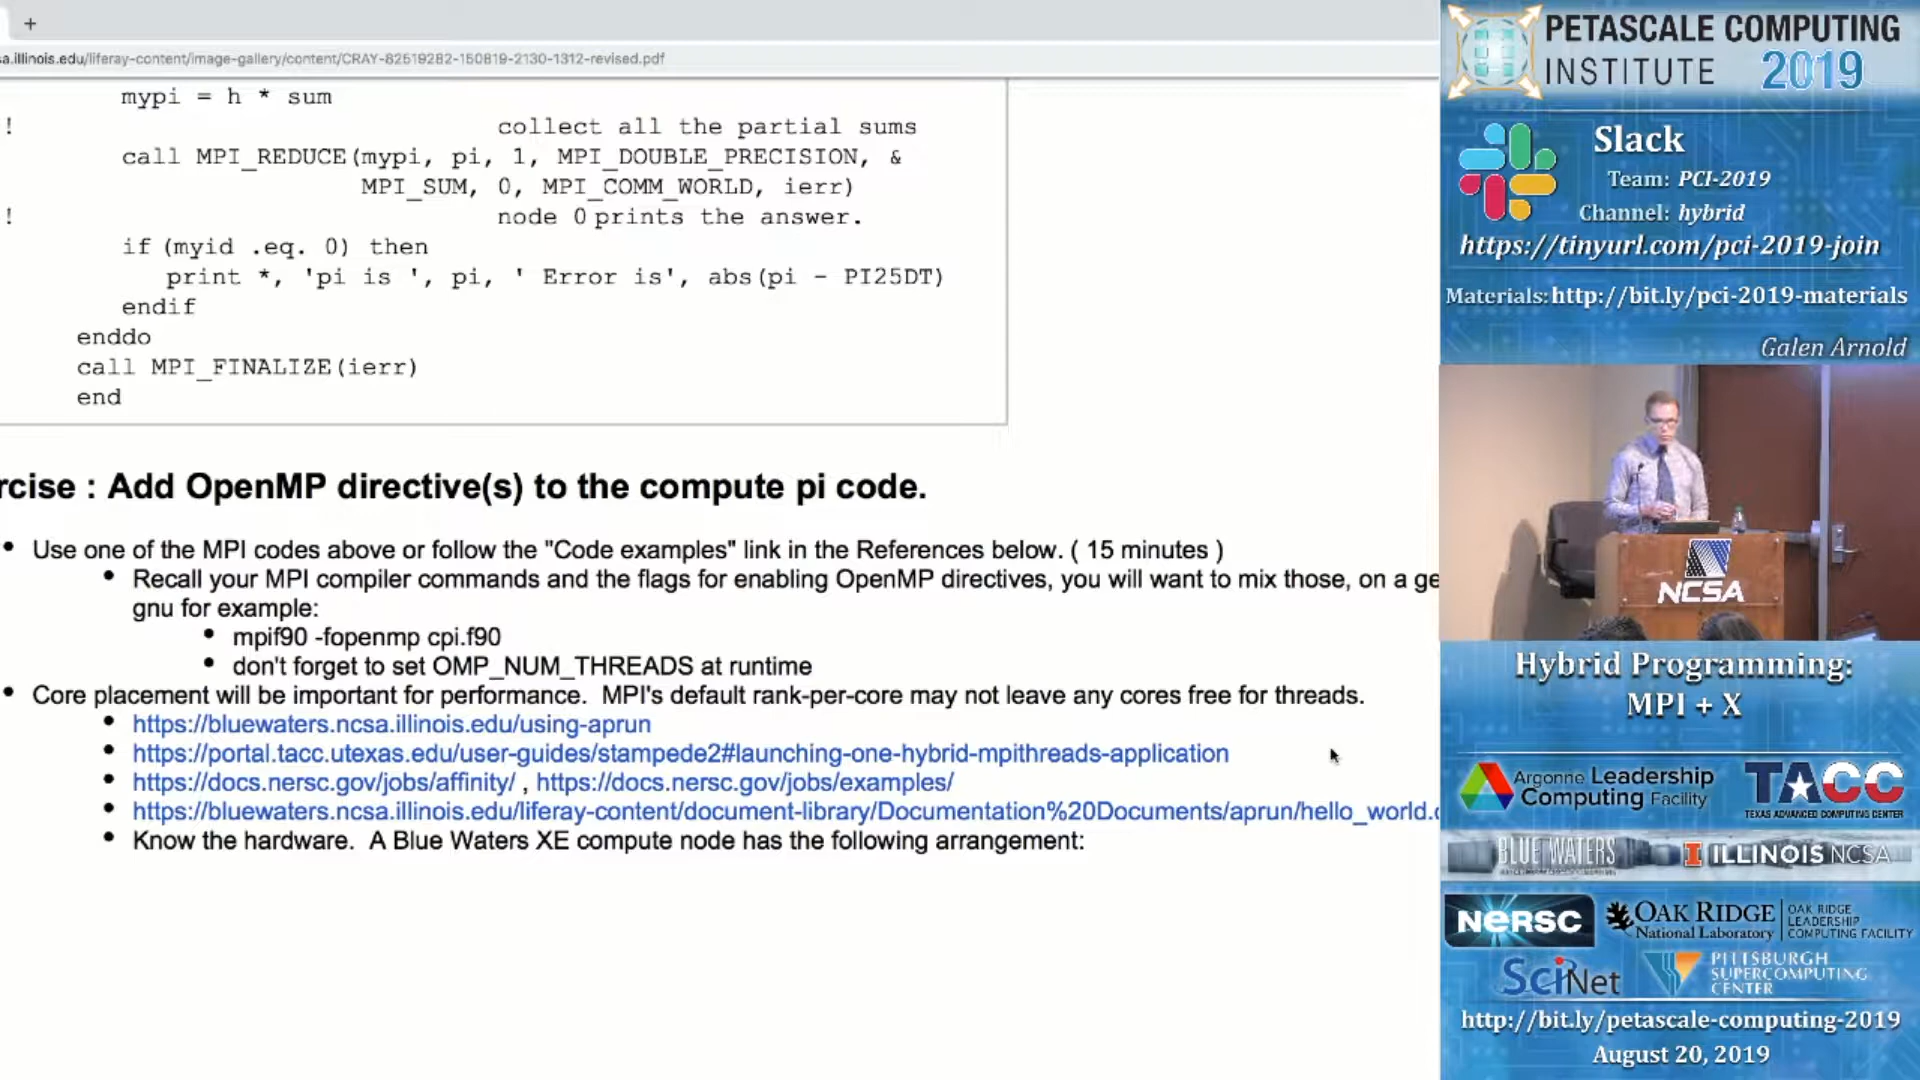 +
sa.illinois.edu/liferay-content/image-gallery/content/CRAY-82519282-150819-2130-1312-revised.pdf
mypi = h * sum
! collect all the partial sums
call MPI_REDUCE(mypi, pi, 1, MPI_DOUBLE_PRECISION, &
MPI_SUM, 0, MPI_COMM_WORLD, ierr)
! node 0 prints the answer.
if (myid .eq. 0) then
print *, 'pi is ', pi, ' Error is', abs(pi - PI25DT)
endif
enddo
call MPI_FINALIZE(ierr)
end
rcise : Add OpenMP directive(s) to the compute pi code.
• Use one of the MPI codes above or follow the "Code examples" link in the References below. ( 15 minutes )
• Recall your MPI compiler commands and the flags for enabling OpenMP directives, you will want to mix those, on a ge
gnu for example:
• mpif90 -fopenmp cpi.f90
• don't forget to set OMP_NUM_THREADS at runtime
• Core placement will be important for performance. MPI's default rank-per-core may not leave any cores free for threads.
• https://bluewaters.ncsa.illinois.edu/using-aprun
• https://portal.tacc.utexas.edu/user-guides/stampede2#launching-one-hybrid-mpithreads-application
• https://docs.nersc.gov/jobs/affinity/ , https://docs.nersc.gov/jobs/examples/
• https://bluewaters.ncsa.illinois.edu/liferay-content/document-library/Documentation%20Documents/aprun/hello_world.c
• Know the hardware. A Blue Waters XE compute node has the following arrangement:
PETASCALE COMPUTING
INSTITUTE 2019
Slack
Team: PCI-2019
Channel: hybrid
https://tinyurl.com/pci-2019-join
Materials: http://bit.ly/pci-2019-materials
Galen Arnold
NCSA
Hybrid Programming:
MPI + X
Argonne Leadership
Computing Facility
TACC
TEXAS ADVANCED COMPUTING CENTER
BLUE WATERS
I ILLINOIS NCSA
NERSC
OAK RIDGE
National Laboratory
OAK RIDGE
LEADERSHIP
COMPUTING FACILITY
SciNet
PITTSBURGH
SUPERCOMPUTING
CENTER
http://bit.ly/petascale-computing-2019
August 20, 2019